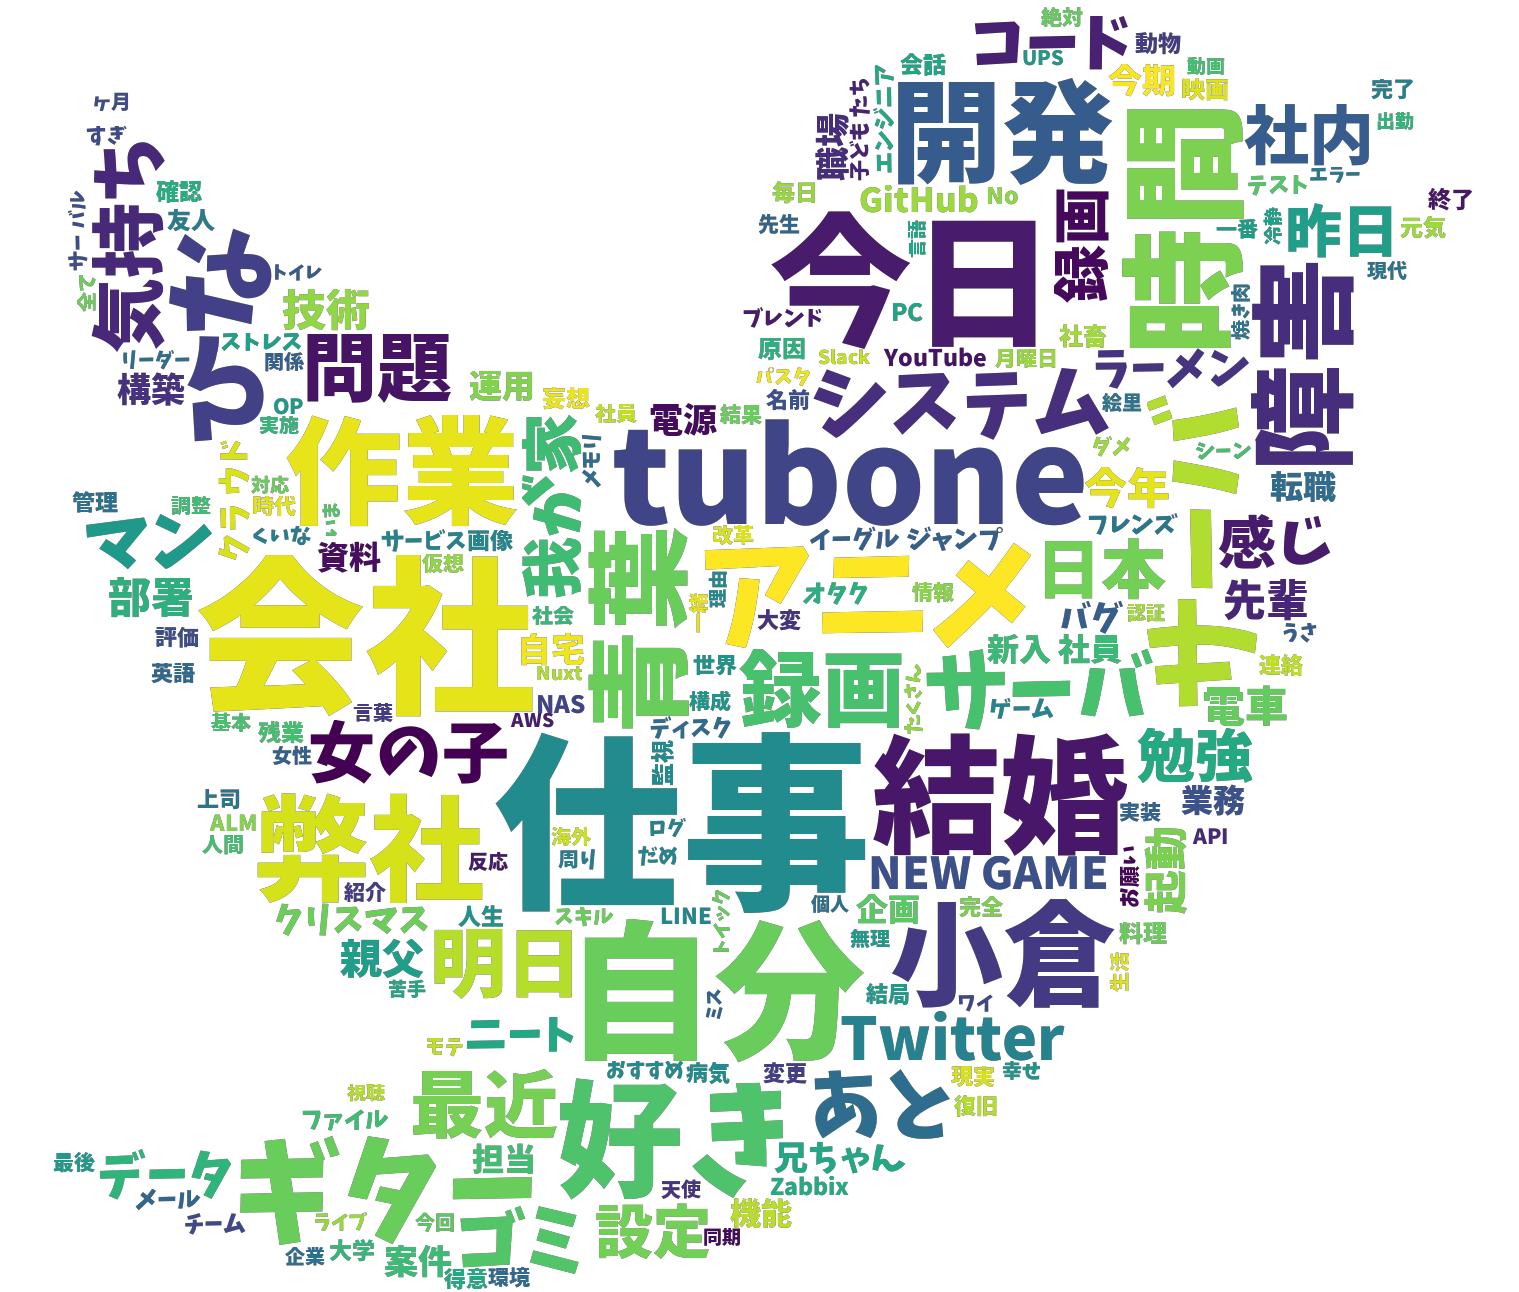 絶対
コード
動物
UPS
会話
動画
今期
映画
完了
ヶ月
エンジニア
子どもたち
開発
時間
社内
出勤
すぎ
職場
気持ち
確認
友人
サーバル
毎日
GitHub
No
録画
テスト
エラー
終了
先生
今日
言語
一番
冷静
昨日
元気
ひな
トイレ
全て
技術
現代
障害
焼き肉
ブレンド
PC
社畜
ストレス
問題
原因
Slack
YouTube
月曜日
ラーメン
リーダー
関係
構築
運用
妄想
パスタ
名前
システム
絵里
サーバー
OP
実施
社員
電源
結果
作業
我が家
メモリ
tubone
ダメ
シーン
今年
転職
クラウド
対応
時代
管理
調整
マン
くいな
いま
サービス
画像
改革
イーグル
ジャンプ
フレンズ
感じ
資料
仮想
青葉
アニメ
日本
部署
会社
理由
オタク
情報
社会
翔一
大変
バグ
認証
先輩
うさ
評価
自宅
新入
社員
英語
Nuxt
世界
録画
サーバ
連絡
NAS
構成
たくさん
ゲーム
電車
言葉
AWS
ディスク
基本
残業
女の子
女性
仕事
監視
結婚
勉強
上司
業務
ALM
弊社
海外
ログ
実装
人間
周り
だめ
API
反応
NEW GAME
お願い
起動
紹介
クリスマス
人生
スキル
LINE
トイック
個人
企画
完全
小倉
料理
親父
明日
自分
無理
苦手
結局
ワイ
生活
ミス
ニート
モテ
Twitter
おすすめ
病気
変更
現実
幸せ
最近
好き
あと
復旧
視聴
ファイル
最後
データ
ギター
担当
兄ちゃん
メール
天使
Zabbix
チーム
ライブ
今回
ゴミ
設定
機能
同期
企業
大学
案件
得意
環境